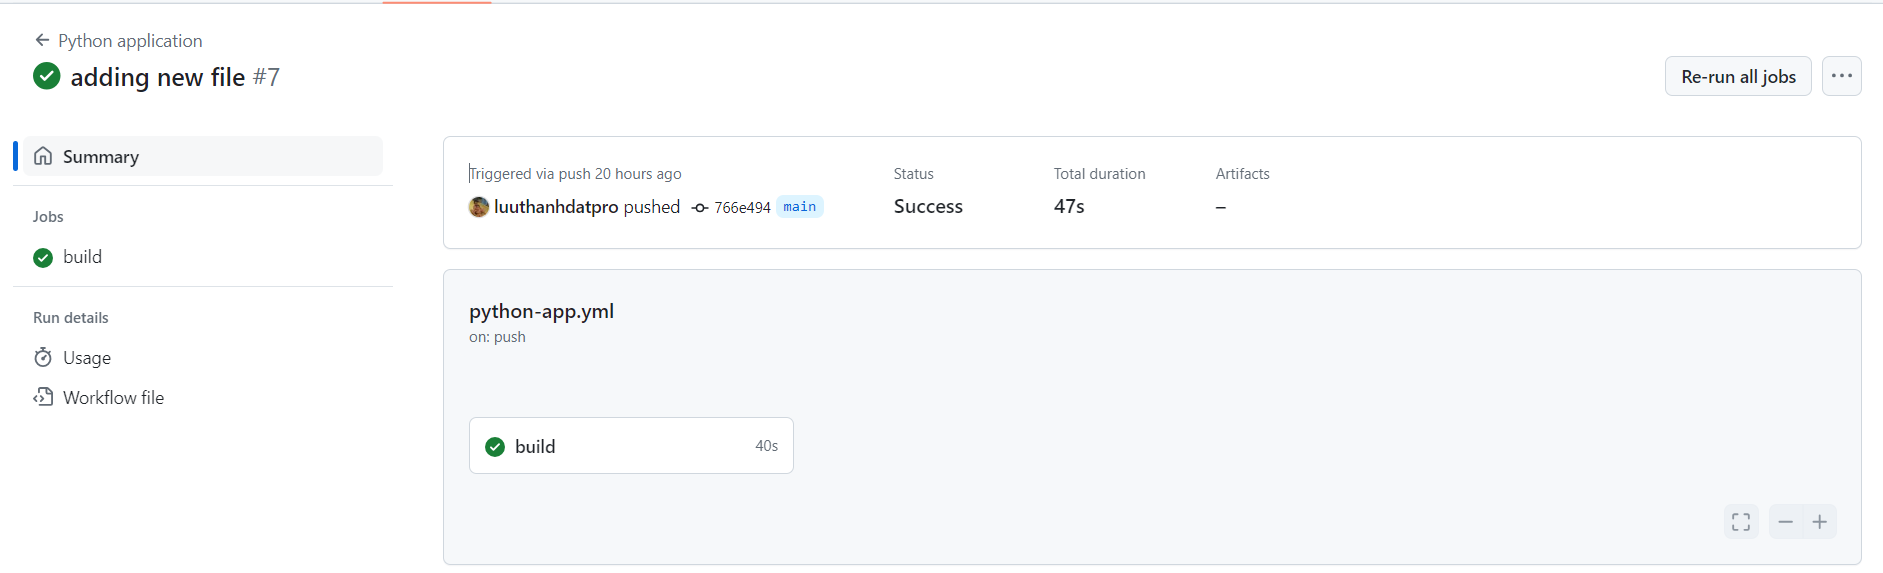 Python application
adding new file #7
Re-run all jobs
Summary
Jobs
build
Run details
Usage
Workflow file
Triggered via push 20 hours ago
luuthanhdatpro pushed 766e494 main
Status
Success
Total duration
47s
Artifacts
–
python-app.yml
on: push
build 40s